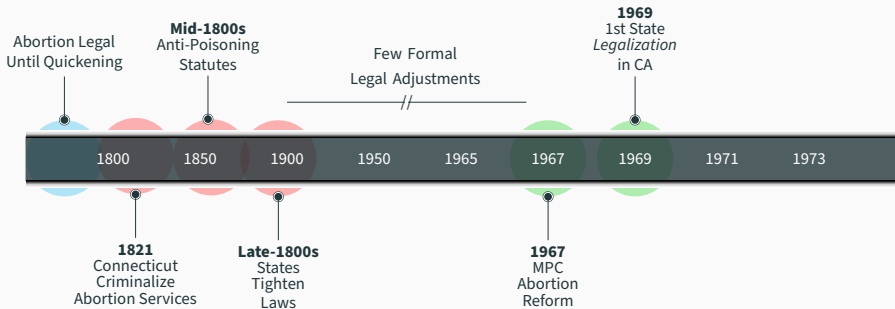 Abortion Legal
Until Quickening
Mid-1800s
Anti-Poisoning
Statutes
Few Formal
Legal Adjustments
1969
1st State
Legalization
in CA
1800
1850
1900
1950
1965
1967
1969
1971
1973
1821
Connecticut
Criminalize
Abortion Services
Late-1800s
States
Tighten
Laws
1967
MPC
Abortion
Reform